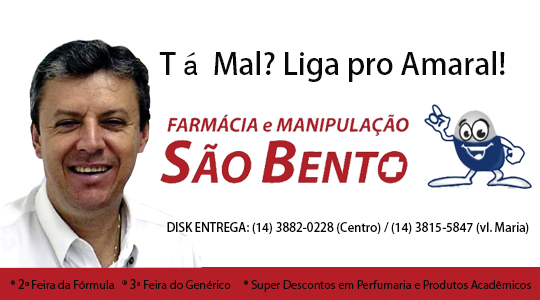 Tá Mal? Liga pro Amaral!
FARMÁCIA e MANIPULAÇÃO
SÃO BENTO
DISK ENTREGA: (14) 3882-0228 (Centro) / (14) 3815-5847 (vl. Maria)
* 2ª Feira da Fórmula * 3ª Feira do Genérico * Super Descontos em Perfumaria e Produtos Acadêmicos